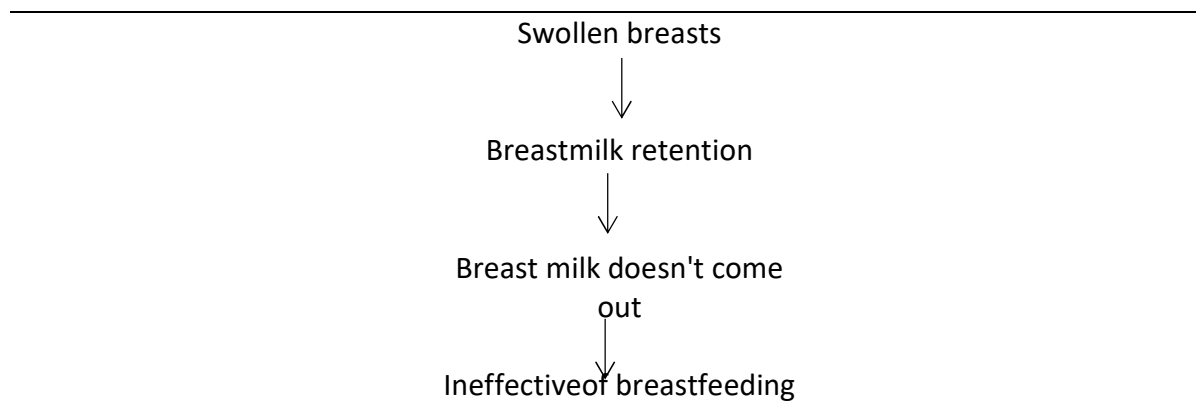 Swollen breasts
Breastmilk retention
Breast milk doesn't come
out
Ineffectiveof breastfeeding